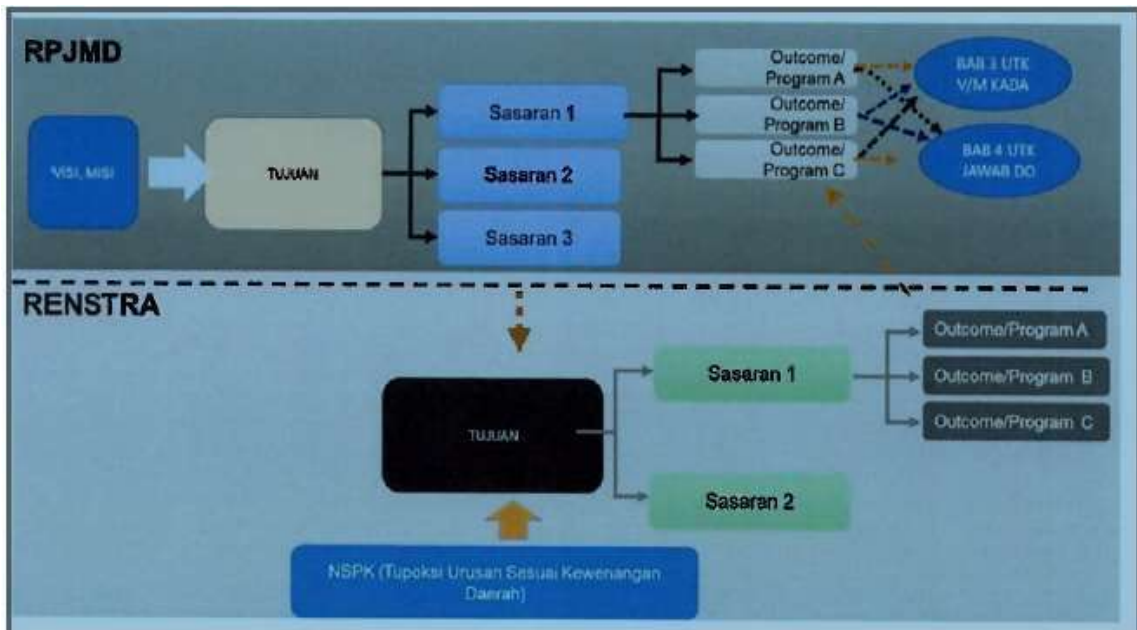 RPJMD
VISI, MISI
TUJUAN
Sasaran 1
Sasaran 2
Sasaran 3
Outcome/
Program A
Outcome/
Program B
Outcome/
Program C
BAB 3 UTK
V/M KADA
BAB 4 UTK
JAWAB DO
RENSTRA
TUJUAN
Sasaran 1
Sasaran 2
Outcome/Program A
Outcome/Program B
Outcome/Program C
NSPK (Tupoksi Urusan Sesuai Kewenangan
Daerah)